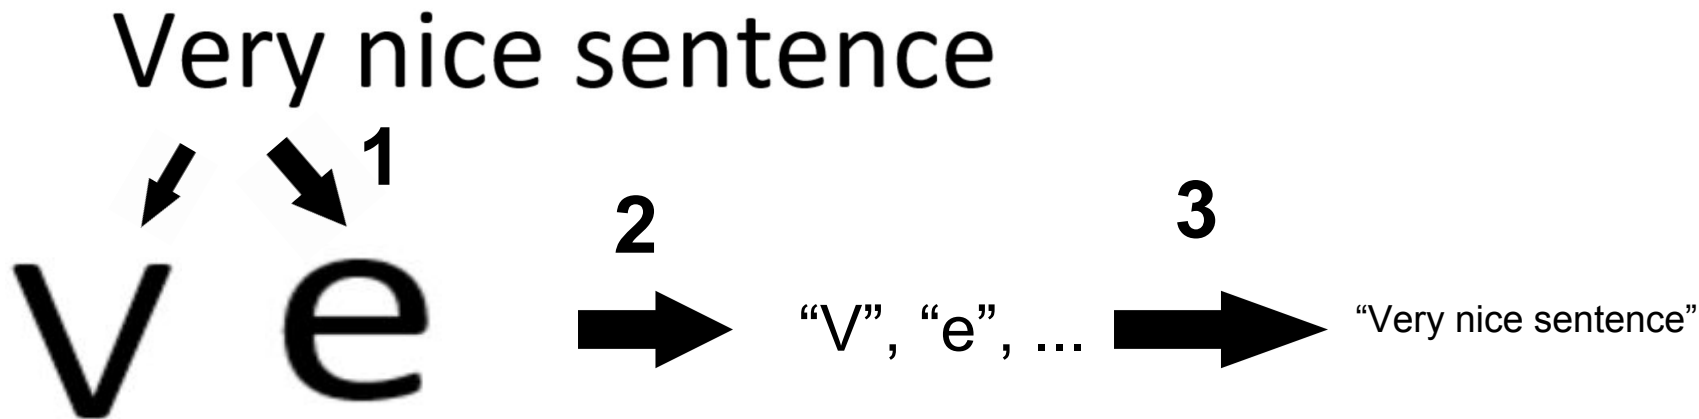 Very nice sentence
1
2
3
v e
“V”, “e”, ...
“Very nice sentence”